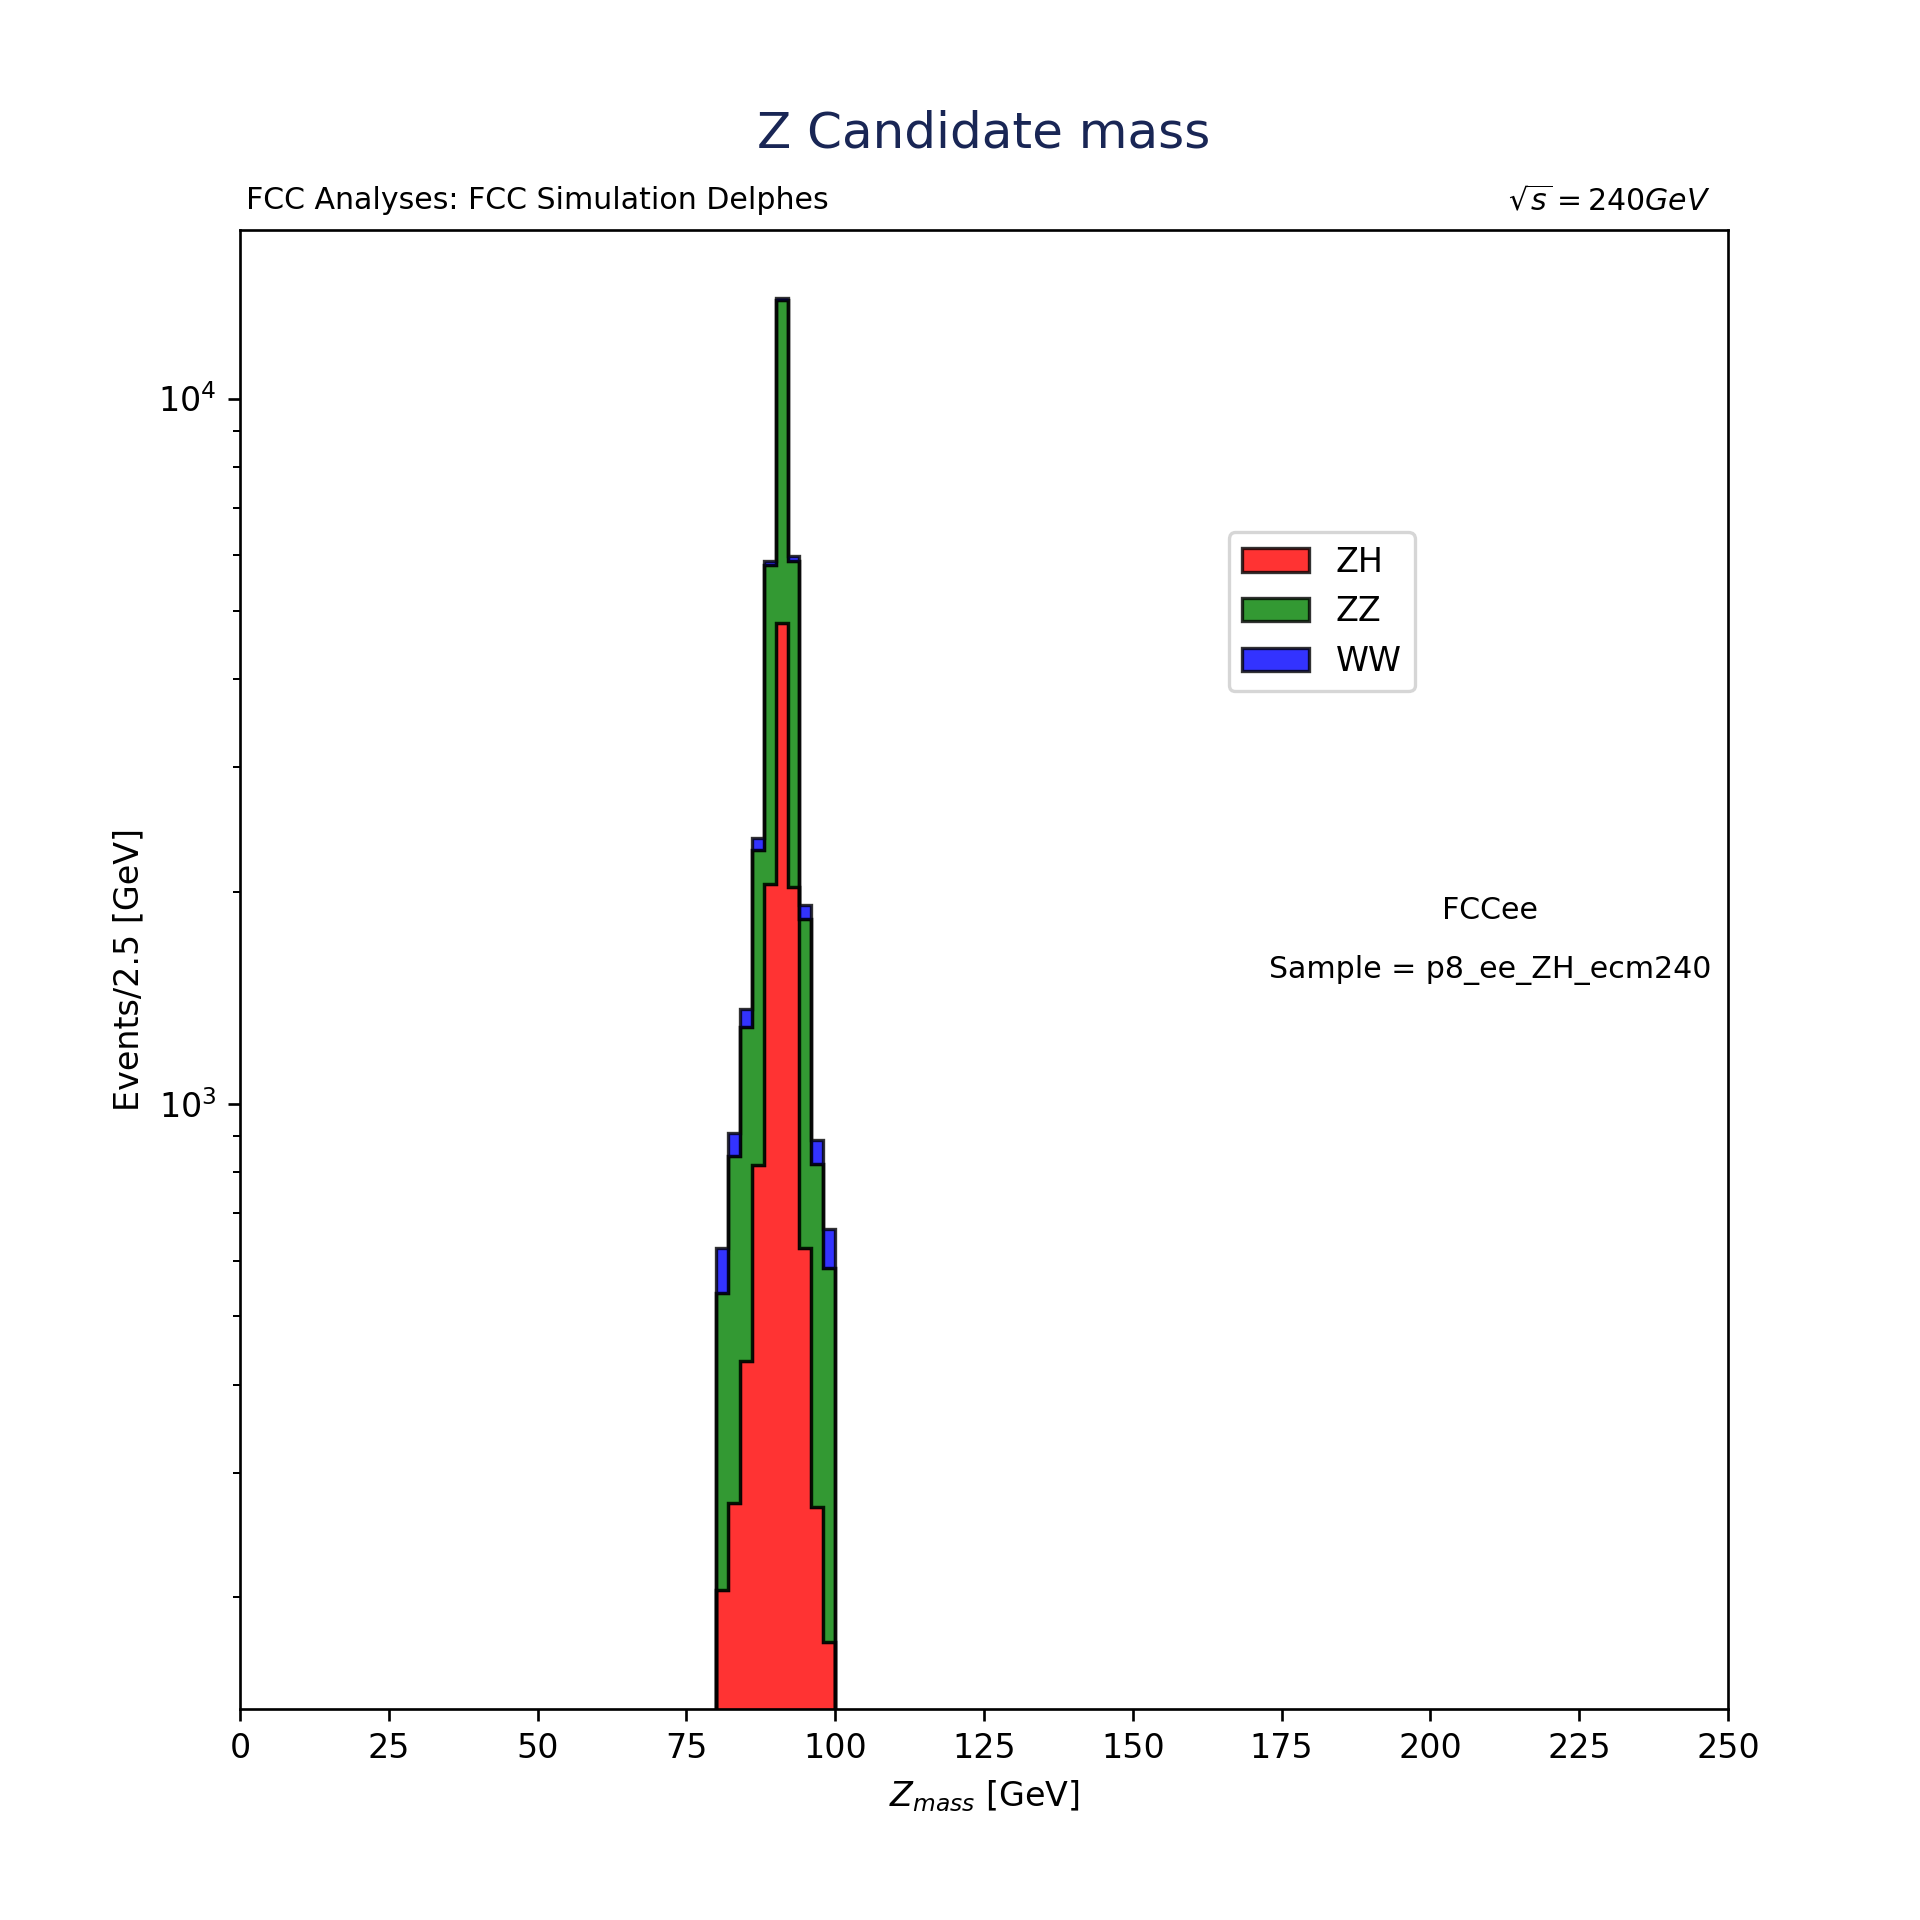 Z Candidate mass
FCC Analyses: FCC Simulation Delphes
√s = 240GeV
10⁴
10³
Events/2.5 [GeV]
ZH
ZZ
WW
FCCee
Sample = p8_ee_ZH_ecm240
0 25 50 75 100 125 150 175 200 225 250
Z_mass [GeV]